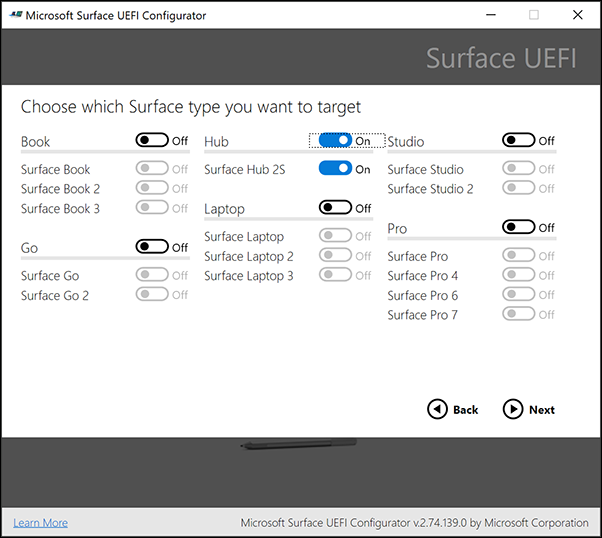 Microsoft Surface UEFI Configurator
Surface UEFI
Choose which Surface type you want to target
Book Off
Surface Book Off
Surface Book 2 Off
Surface Book 3 Off
Go Off
Surface Go Off
Surface Go 2 Off
Hub On
Surface Hub 2S On
Laptop Off
Surface Laptop Off
Surface Laptop 2 Off
Surface Laptop 3 Off
Studio Off
Surface Studio Off
Surface Studio 2 Off
Pro Off
Surface Pro Off
Surface Pro 4 Off
Surface Pro 6 Off
Surface Pro 7 Off
Back Next
Learn More Microsoft Surface UEFI Configurator v.2.74.139.0 by Microsoft Corporation